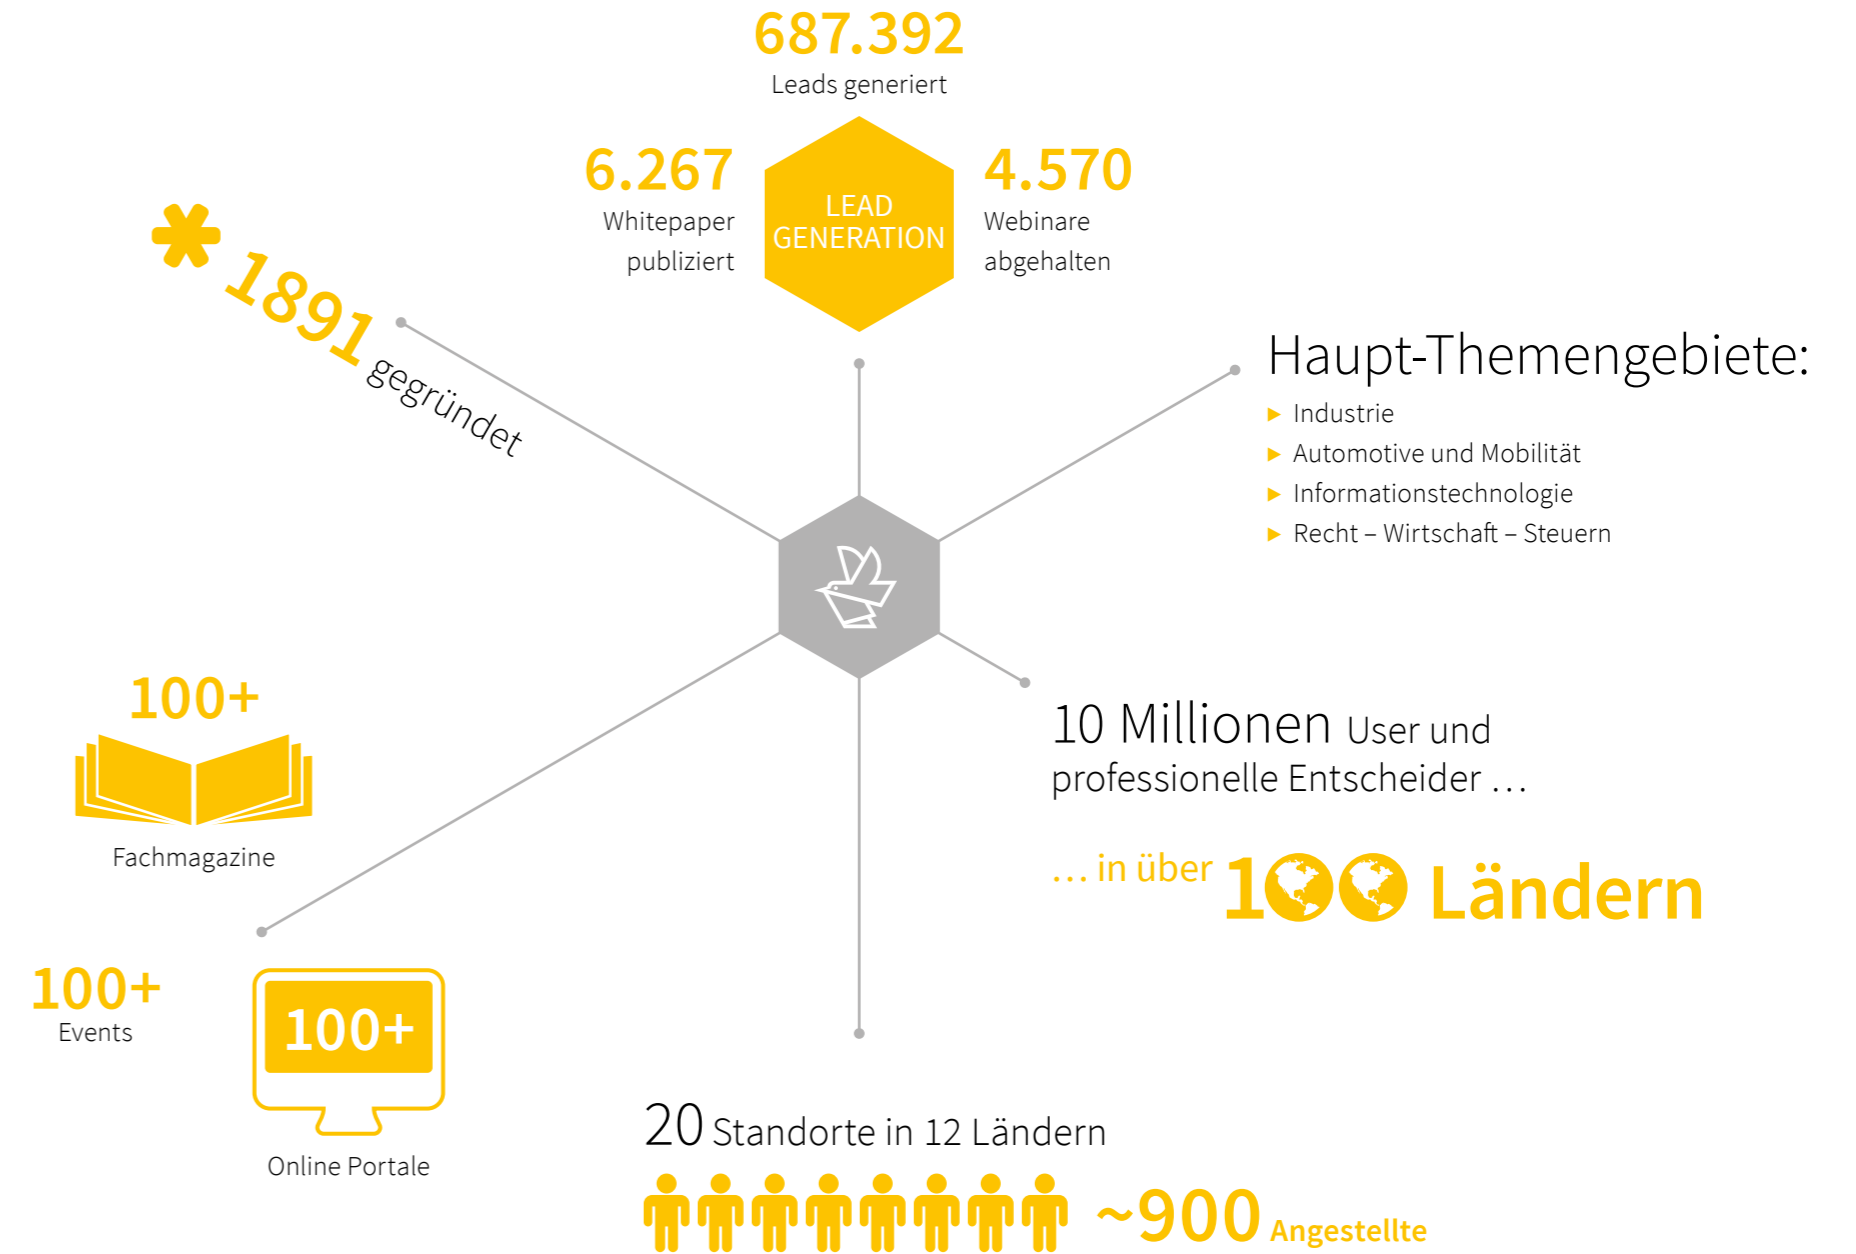 687.392
Leads generiert
6.267
Whitepaper
publiziert
LEAD
GENERATION
4.570
Webinare
abgehalten
* 1891 gegründet
Haupt-Themengebiete:
▶ Industrie
▶ Automotive und Mobilität
▶ Informationstechnologie
▶ Recht – Wirtschaft – Steuern
10 Millionen User und
professionelle Entscheider …
… in über 100 Ländern
100+
Fachmagazine
100+
Events
100+
Online Portale
20 Standorte in 12 Ländern
~900 Angestellte